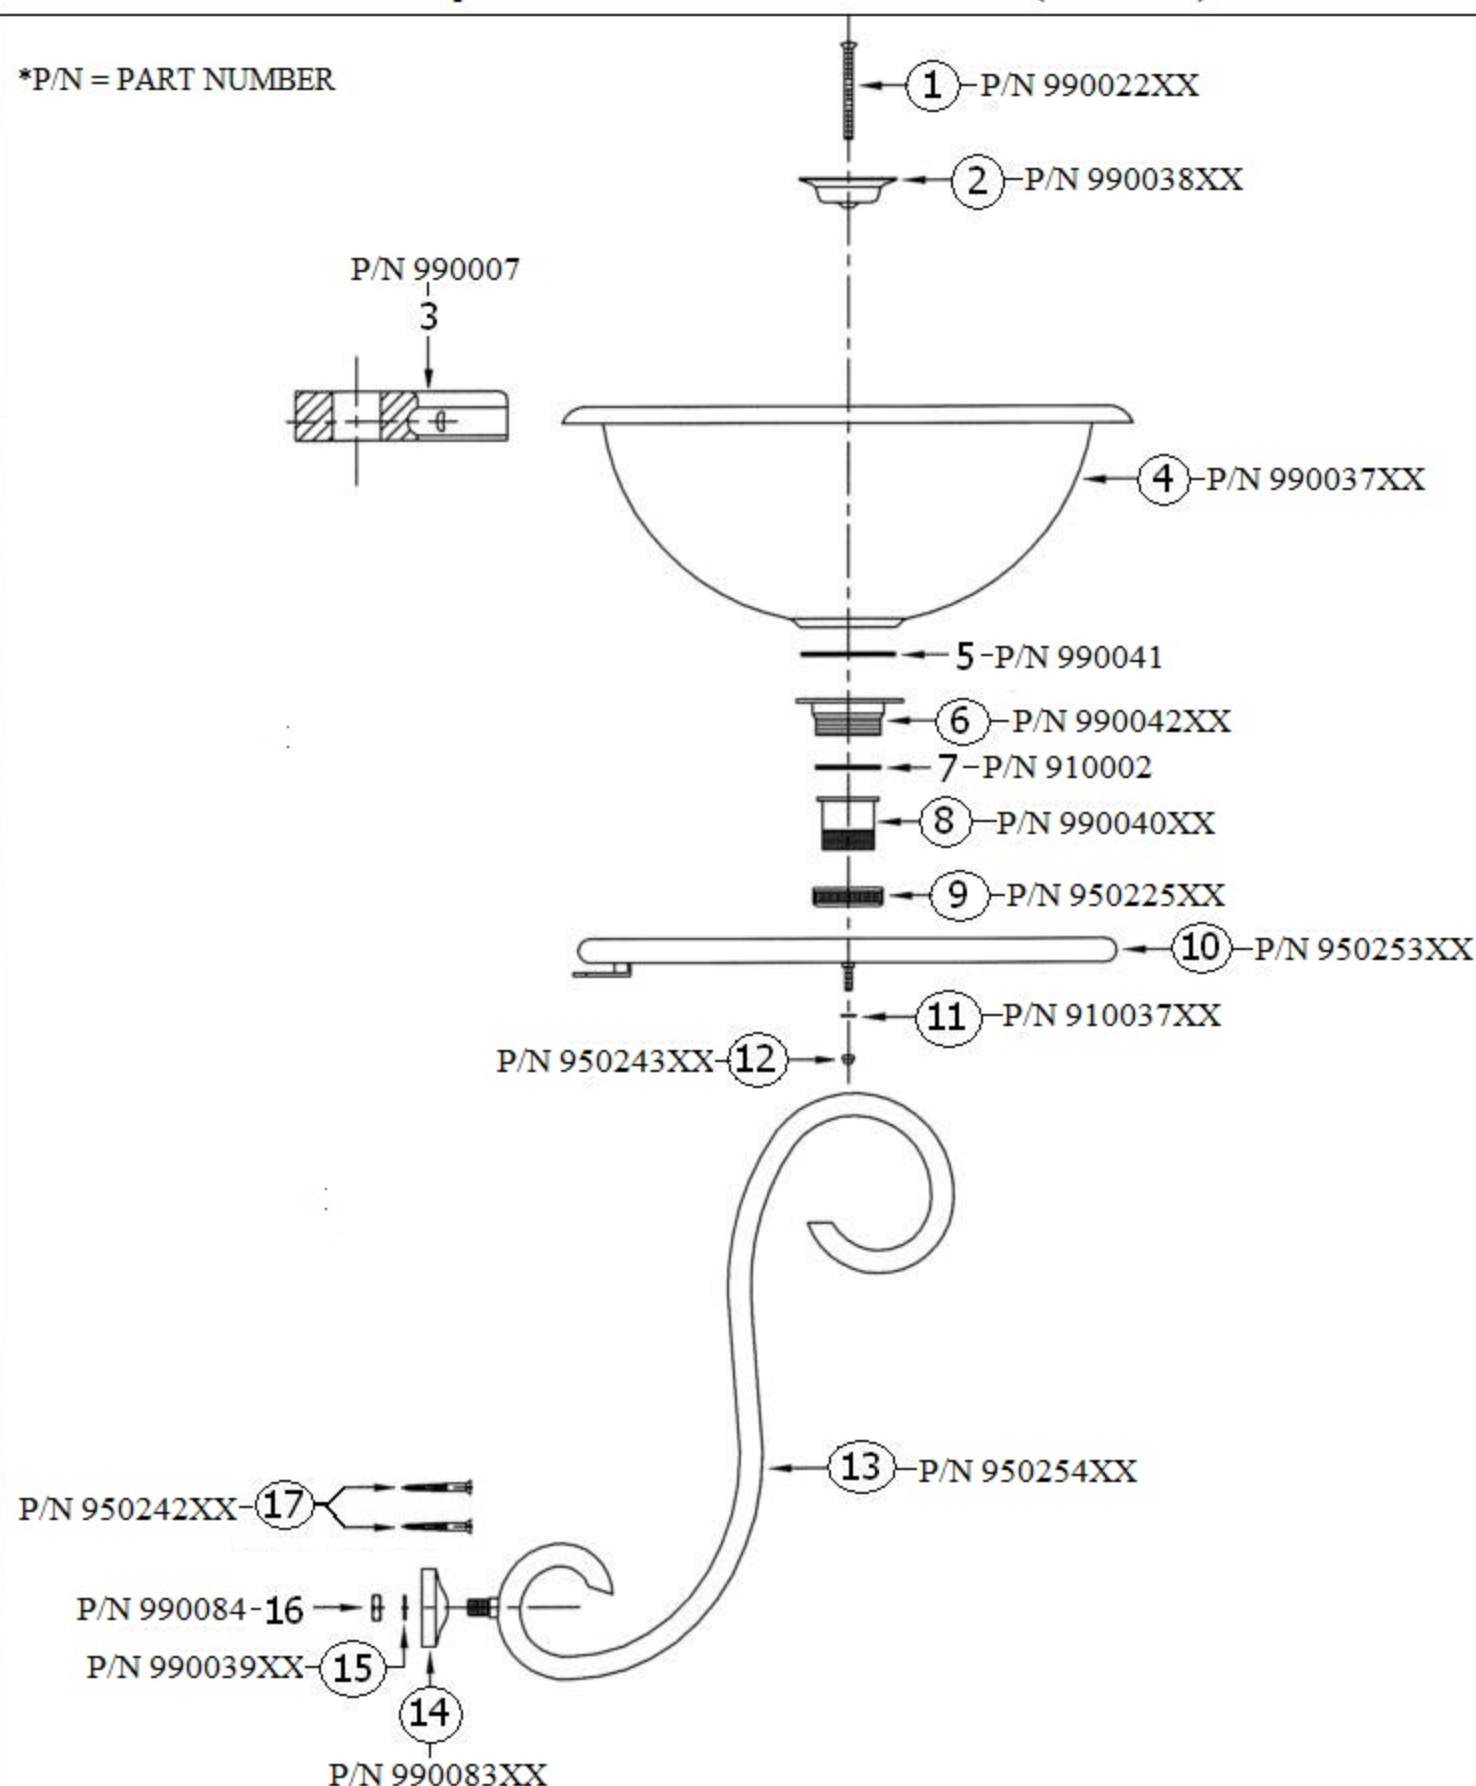 *P/N = PART NUMBER
1 P/N 990022XX
2 P/N 990038XX
P/N 990007
3
4 P/N 990037XX
5 P/N 990041
6 P/N 990042XX
7 P/N 910002
8 P/N 990040XX
9 P/N 950225XX
10 P/N 950253XX
11 P/N 910037XX
P/N 950243XX 12
13 P/N 950254XX
P/N 950242XX 17
P/N 990084 16
P/N 990039XX 15
14
P/N 990083XX